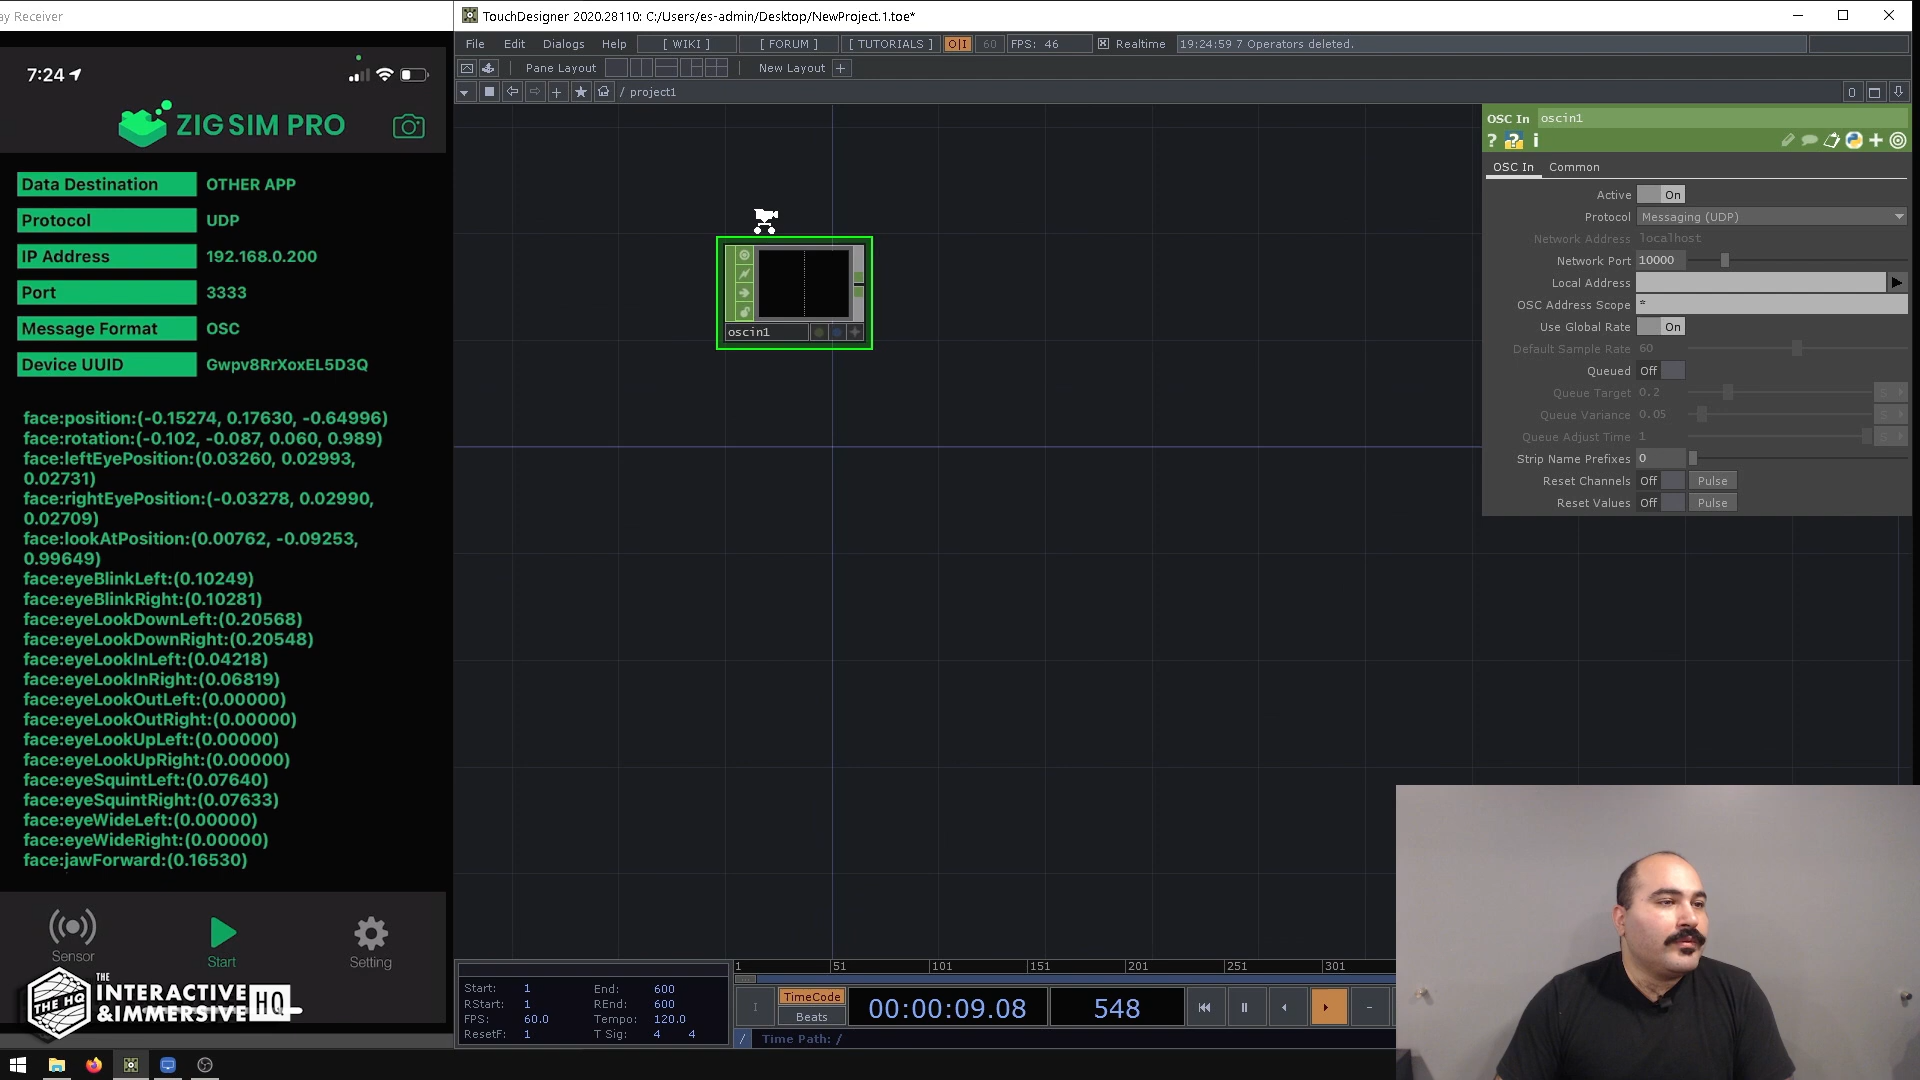 ay Receiver
7:24
ZIG SIM PRO
Data Destination OTHER APP
Protocol UDP
IP Address 192.168.0.200
Port 3333
Message Format OSC
Device UUID Gwpv8RrXoxEL5D3Q
face:position:(-0.15274, 0.17630, -0.64996)
face:rotation:(-0.102, -0.087, 0.060, 0.989)
face:leftEyePosition:(0.03260, 0.02993,
0.02731)
face:rightEyePosition:(-0.03278, 0.02990,
0.02709)
face:lookAtPosition:(0.00762, -0.09253,
0.99649)
face:eyeBlinkLeft:(0.10249)
face:eyeBlinkRight:(0.10281)
face:eyeLookDownLeft:(0.20568)
face:eyeLookDownRight:(0.20548)
face:eyeLookInLeft:(0.04218)
face:eyeLookInRight:(0.06819)
face:eyeLookOutLeft:(0.00000)
face:eyeLookOutRight:(0.00000)
face:eyeLookUpLeft:(0.00000)
face:eyeLookUpRight:(0.00000)
face:eyeSquintLeft:(0.07640)
face:eyeSquintRight:(0.07633)
face:eyeWideLeft:(0.00000)
face:eyeWideRight:(0.00000)
face:jawForward:(0.16530)
Sensor Start Setting
THE HQ
THE
INTERACTIVE
&IMMERSIVE HQ
TouchDesigner 2020.28110: C:/Users/es-admin/Desktop/NewProject.1.toe*
File Edit Dialogs Help [ WIKI ] [ FORUM ] [ TUTORIALS ] O|I 60 FPS: 46 Realtime 19:24:59 7 Operators deleted.
Pane Layout New Layout +
/ project1 0
oscin1
OSC In oscin1
? ? i
OSC In Common
Active On
Protocol Messaging (UDP)
Network Address localhost
Network Port 10000
Local Address
OSC Address Scope *
Use Global Rate On
Default Sample Rate 60
Queued Off
Queue Target 0.2 S
Queue Variance 0.05 S
Queue Adjust Time 1 S
Strip Name Prefixes 0
Reset Channels Off Pulse
Reset Values Off Pulse
1 51 101 151 201 251 301
Start: 1 End: 600
RStart: 1 REnd: 600
FPS: 60.0 Tempo: 120.0
ResetF: 1 T Sig: 4 4
TimeCode
Beats
00:00:09.08 548
/ Time Path: /